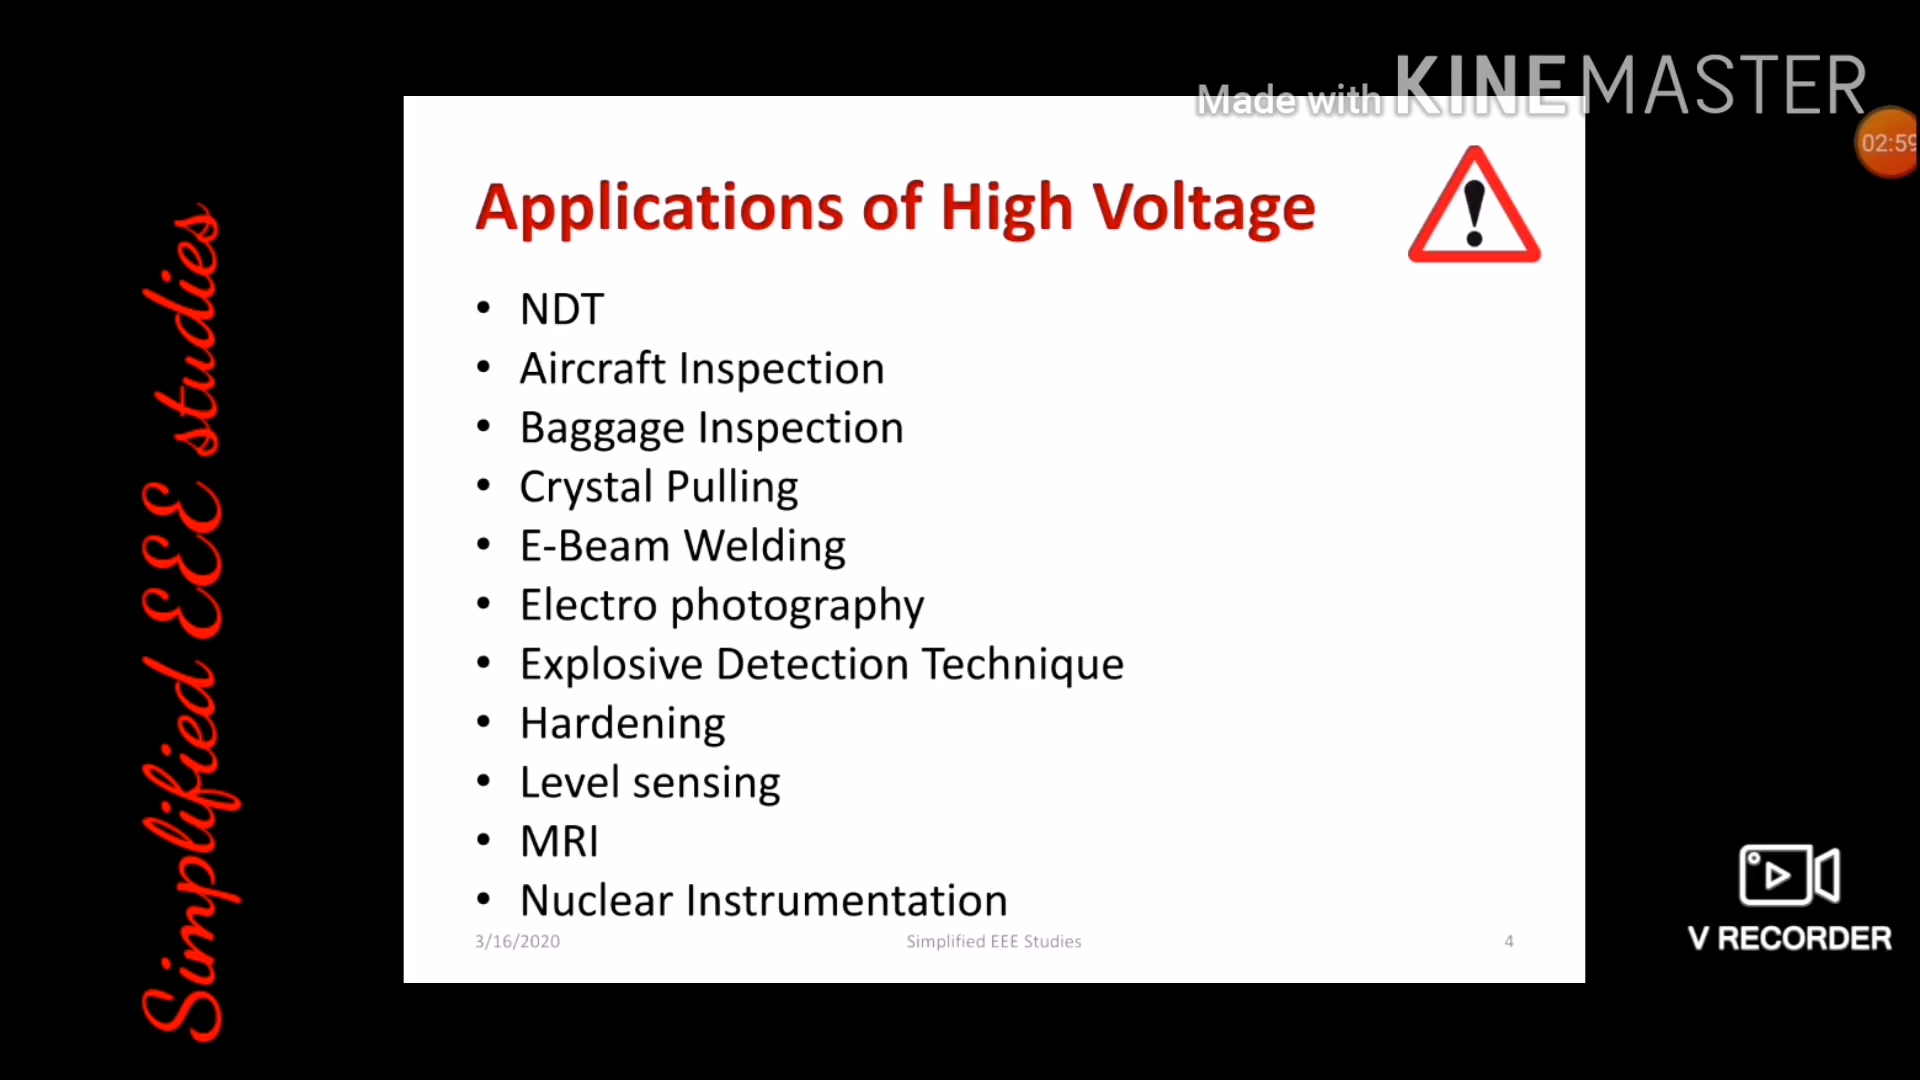 Made with KINEMASTER
02:59
Simplified EEE studies
Applications of High Voltage
• NDT
• Aircraft Inspection
• Baggage Inspection
• Crystal Pulling
• E-Beam Welding
• Electro photography
• Explosive Detection Technique
• Hardening
• Level sensing
• MRI
• Nuclear Instrumentation
3/16/2020 Simplified EEE Studies 4
V RECORDER